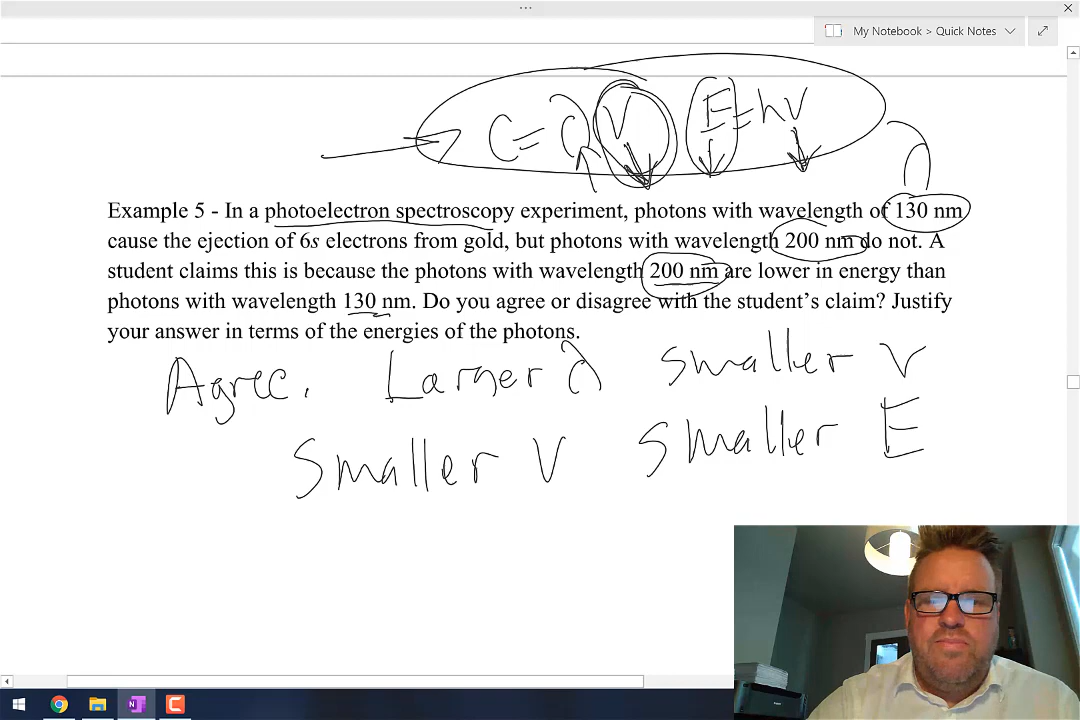 My Notebook > Quick Notes
C = λν E = hν
Example 5 - In a photoelectron spectroscopy experiment, photons with wavelength of 130 nm
cause the ejection of 6s electrons from gold, but photons with wavelength 200 nm do not. A
student claims this is because the photons with wavelength 200 nm are lower in energy than
photons with wavelength 130 nm. Do you agree or disagree with the student's claim? Justify
your answer in terms of the energies of the photons.
Agree. Larger λ smaller ν
smaller ν smaller E